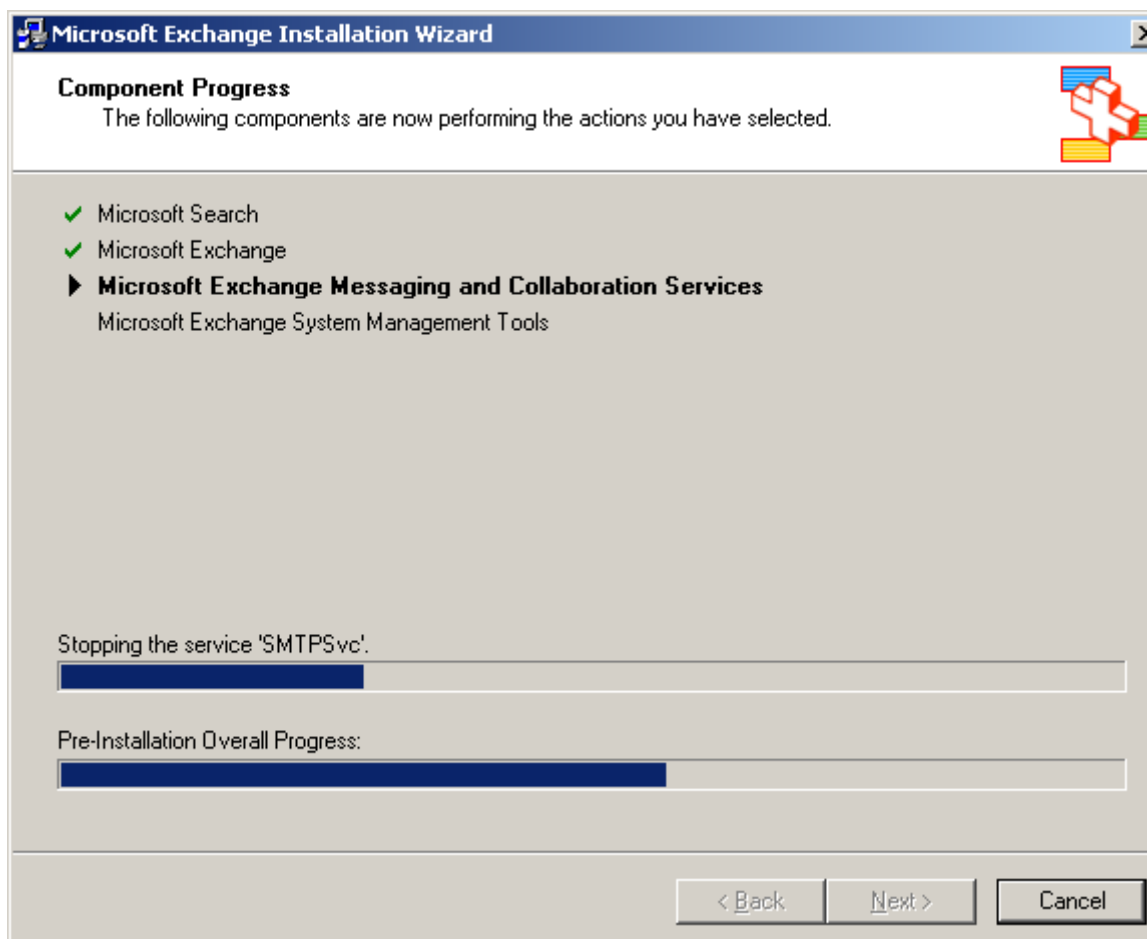 Microsoft Exchange Installation Wizard
Component Progress
The following components are now performing the actions you have selected.
Microsoft Search
Microsoft Exchange
Microsoft Exchange Messaging and Collaboration Services
Microsoft Exchange System Management Tools
Stopping the service 'SMTPSvc'.
Pre-Installation Overall Progress:
< Back
Next >
Cancel